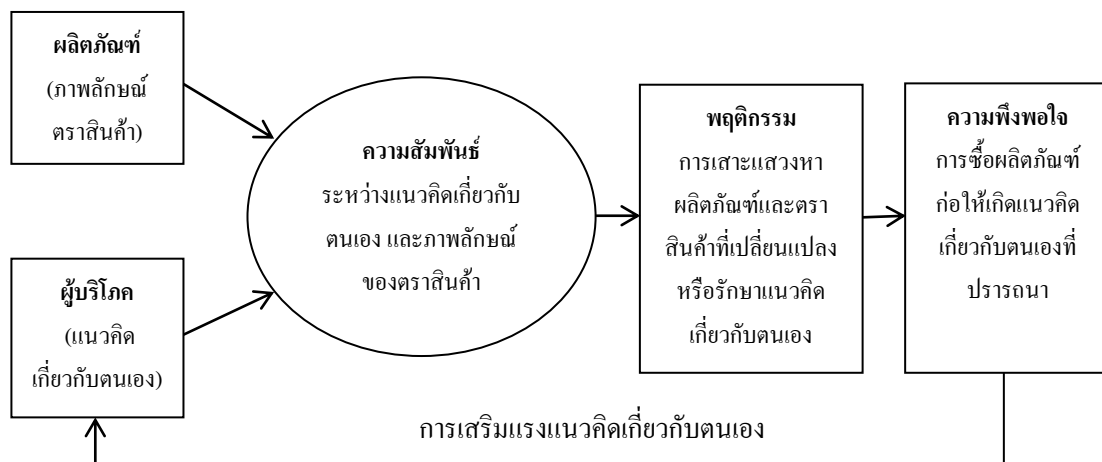 ผลิตภัณฑ์
(ภาพลักษณ์
ตราสินค้า)
ผู้บริโภค
(แนวคิด
เกี่ยวกับตนเอง)
ความสัมพันธ์
ระหว่างแนวคิดเกี่ยวกับ
ตนเอง และภาพลักษณ์
ของตราสินค้า
พฤติกรรม
การเสาะแสวงหา
ผลิตภัณฑ์และตรา
สินค้าที่เปลี่ยนแปลง
หรือรักษาแนวคิด
เกี่ยวกับตนเอง
ความพึงพอใจ
การซื้อผลิตภัณฑ์
ก่อให้เกิดแนวคิด
เกี่ยวกับตนเองที่
ปรารถนา
การเสริมแรงแนวคิดเกี่ยวกับตนเอง